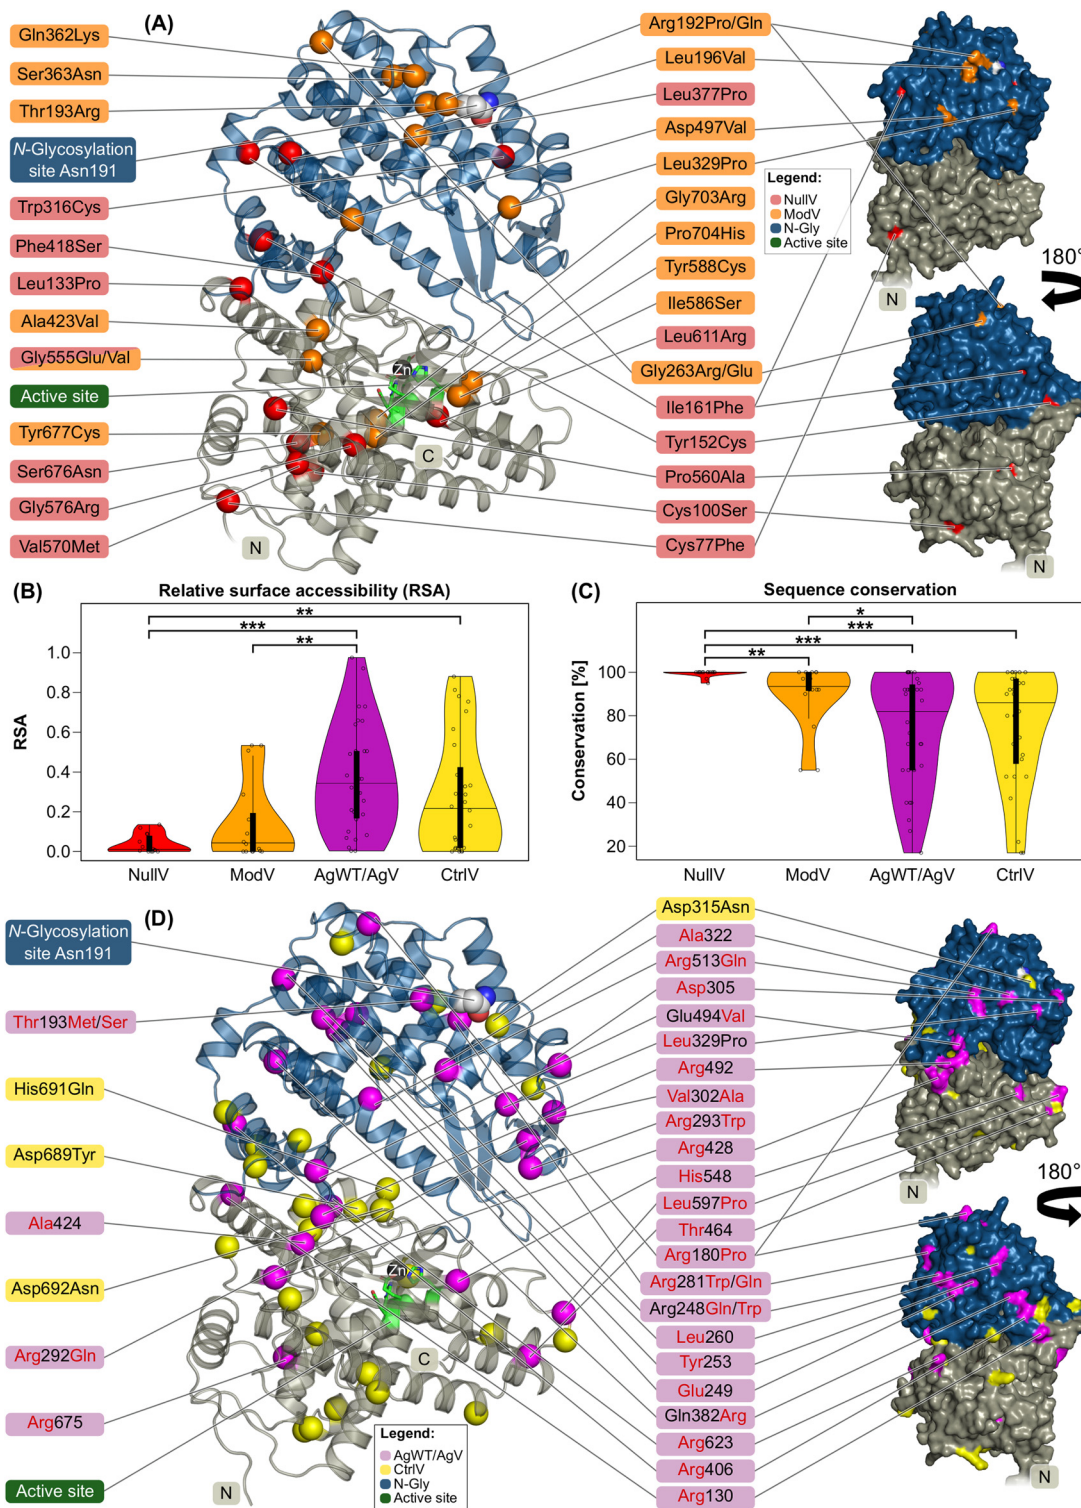 (A)
Gln362Lys
Ser363Asn
Thr193Arg
N-Glycosylation
site Asn191
Trp316Cys
Phe418Ser
Leu133Pro
Ala423Val
Gly555Glu/Val
Active site
Tyr677Cys
Ser676Asn
Gly576Arg
Val570Met
Zn
C
N
Arg192Pro/Gln
Leu196Val
Leu377Pro
Asp497Val
Leu329Pro
Gly703Arg
Pro704His
Tyr588Cys
Ile586Ser
Leu611Arg
Gly263Arg/Glu
Ile161Phe
Tyr152Cys
Pro560Ala
Cys100Ser
Cys77Phe
Legend:
NullV
ModV
N-Gly
Active site
N
180°
N
(B)
Relative surface accessibility (RSA)
**
***
**
RSA
1.0
0.8
0.6
0.4
0.2
0.0
NullV
ModV
AgWT/AgV
CtrlV
(C)
Sequence conservation
*
***
***
**
Conservation [%]
100
80
60
40
20
NullV
ModV
AgWT/AgV
CtrlV
(D)
N-Glycosylation
site Asn191
Thr193Met/Ser
His691Gln
Asp689Tyr
Ala424
Asp692Asn
Arg292Gln
Arg675
Active site
Zn
C
N
Legend:
AgWT/AgV
CtrlV
N-Gly
Active site
Asp315Asn
Ala322
Arg513Gln
Asp305
Glu494Val
Leu329Pro
Arg492
Val302Ala
Arg293Trp
Arg428
His548
Leu597Pro
Thr464
Arg180Pro
Arg281Trp/Gln
Arg248Gln/Trp
Leu260
Tyr253
Glu249
Gln382Arg
Arg623
Arg406
Arg130
N
180°
N